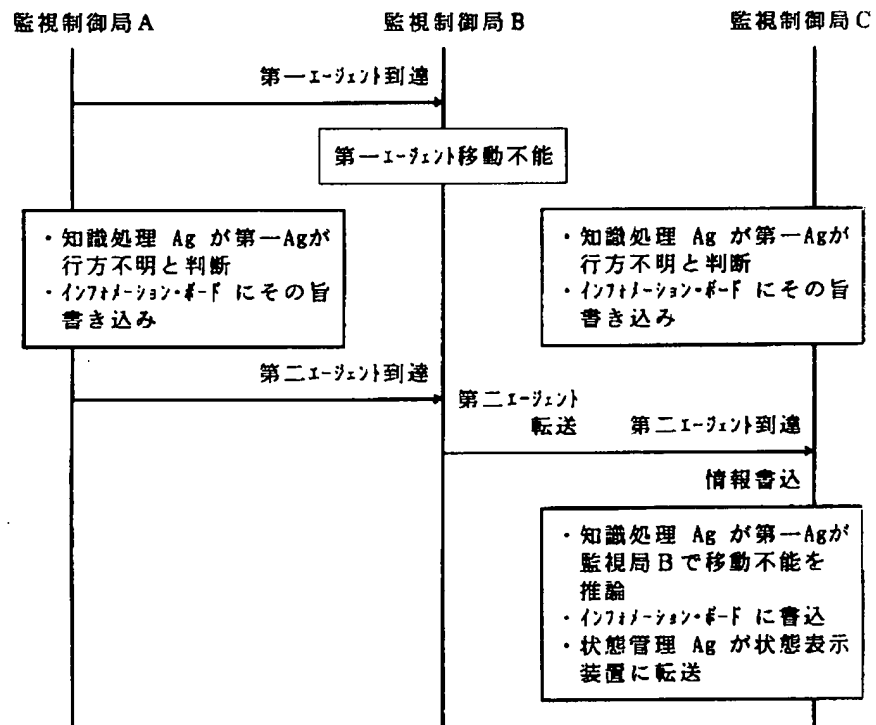 監視制御局A
監視制御局B
監視制御局C
第一エージェント到達
第一エージェント移動不能
・知識処理 Ag が第一Agが
行方不明と判断
・インフォメーション・ボード にその旨
書き込み
・知識処理 Ag が第一Agが
行方不明と判断
・インフォメーション・ボード にその旨
書き込み
第二エージェント到達
第二エージェント
転送
第二エージェント到達
情報書込
・知識処理 Ag が第一Agが
監視局Bで移動不能を
推論
・インフォメーション・ボード に書込
・状態管理 Ag が状態表示
装置に転送